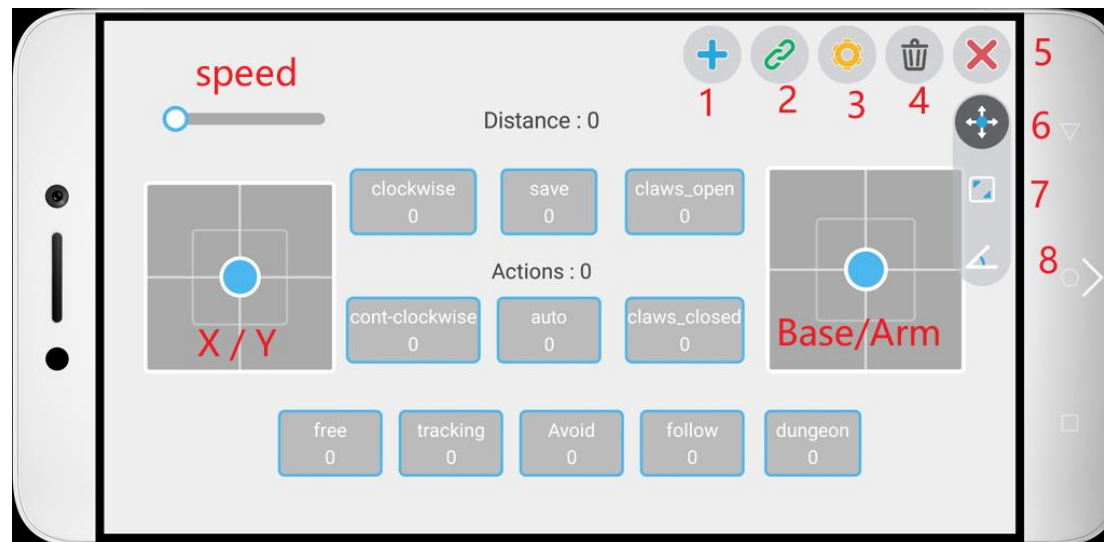 speed
1
2
3
4
5
Distance : 0
6
clockwise
0
save
0
claws_open
0
7
Actions : 0
8
cont-clockwise
0
auto
0
claws_closed
0
X / Y
Base/Arm
free
0
tracking
0
Avoid
0
follow
0
dungeon
0